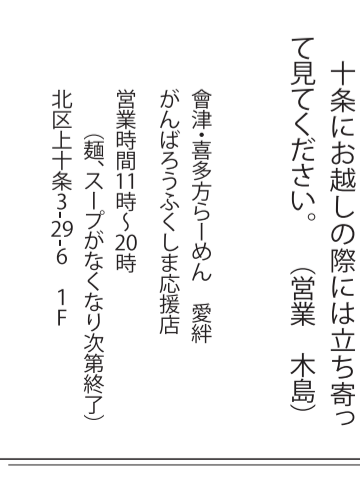 十条にお越しの際には立ち寄っ
て見てください。　（営業　木島）
會津・喜多方らーめん　愛絆
がんばろうふくしま応援店
営業時間11時～20時
（麺、スープがなくなり次第終了）
北区上十条3-29-6　1F